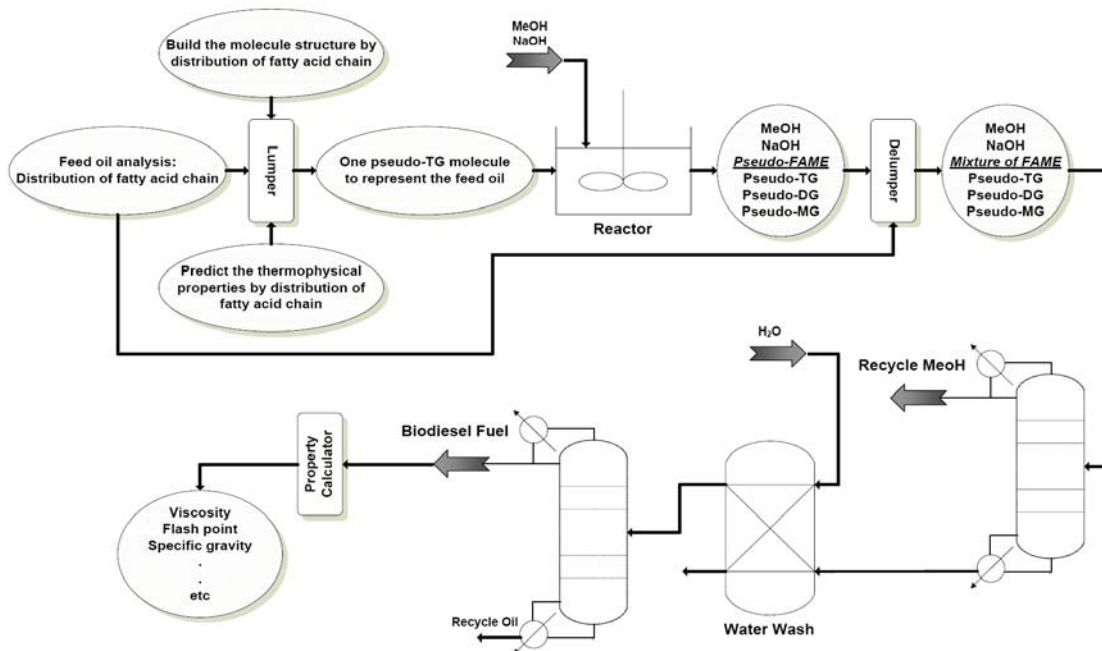 Build the molecule structure by
distribution of fatty acid chain
MeOH
NaOH
Feed oil analysis:
Distribution of fatty acid chain
Lumper
One pseudo-TG molecule
to represent the feed oil
Reactor
MeOH
NaOH
Pseudo-FAME
Pseudo-TG
Pseudo-DG
Pseudo-MG
Delumper
MeOH
NaOH
Mixture of FAME
Pseudo-TG
Pseudo-DG
Pseudo-MG
Predict the thermophysical
properties by distribution of
fatty acid chain
H₂O
Recycle MeoH
Biodiesel Fuel
Property
Calculator
Viscosity
Flash point
Specific gravity
.
.
etc
Recycle Oil
Water Wash